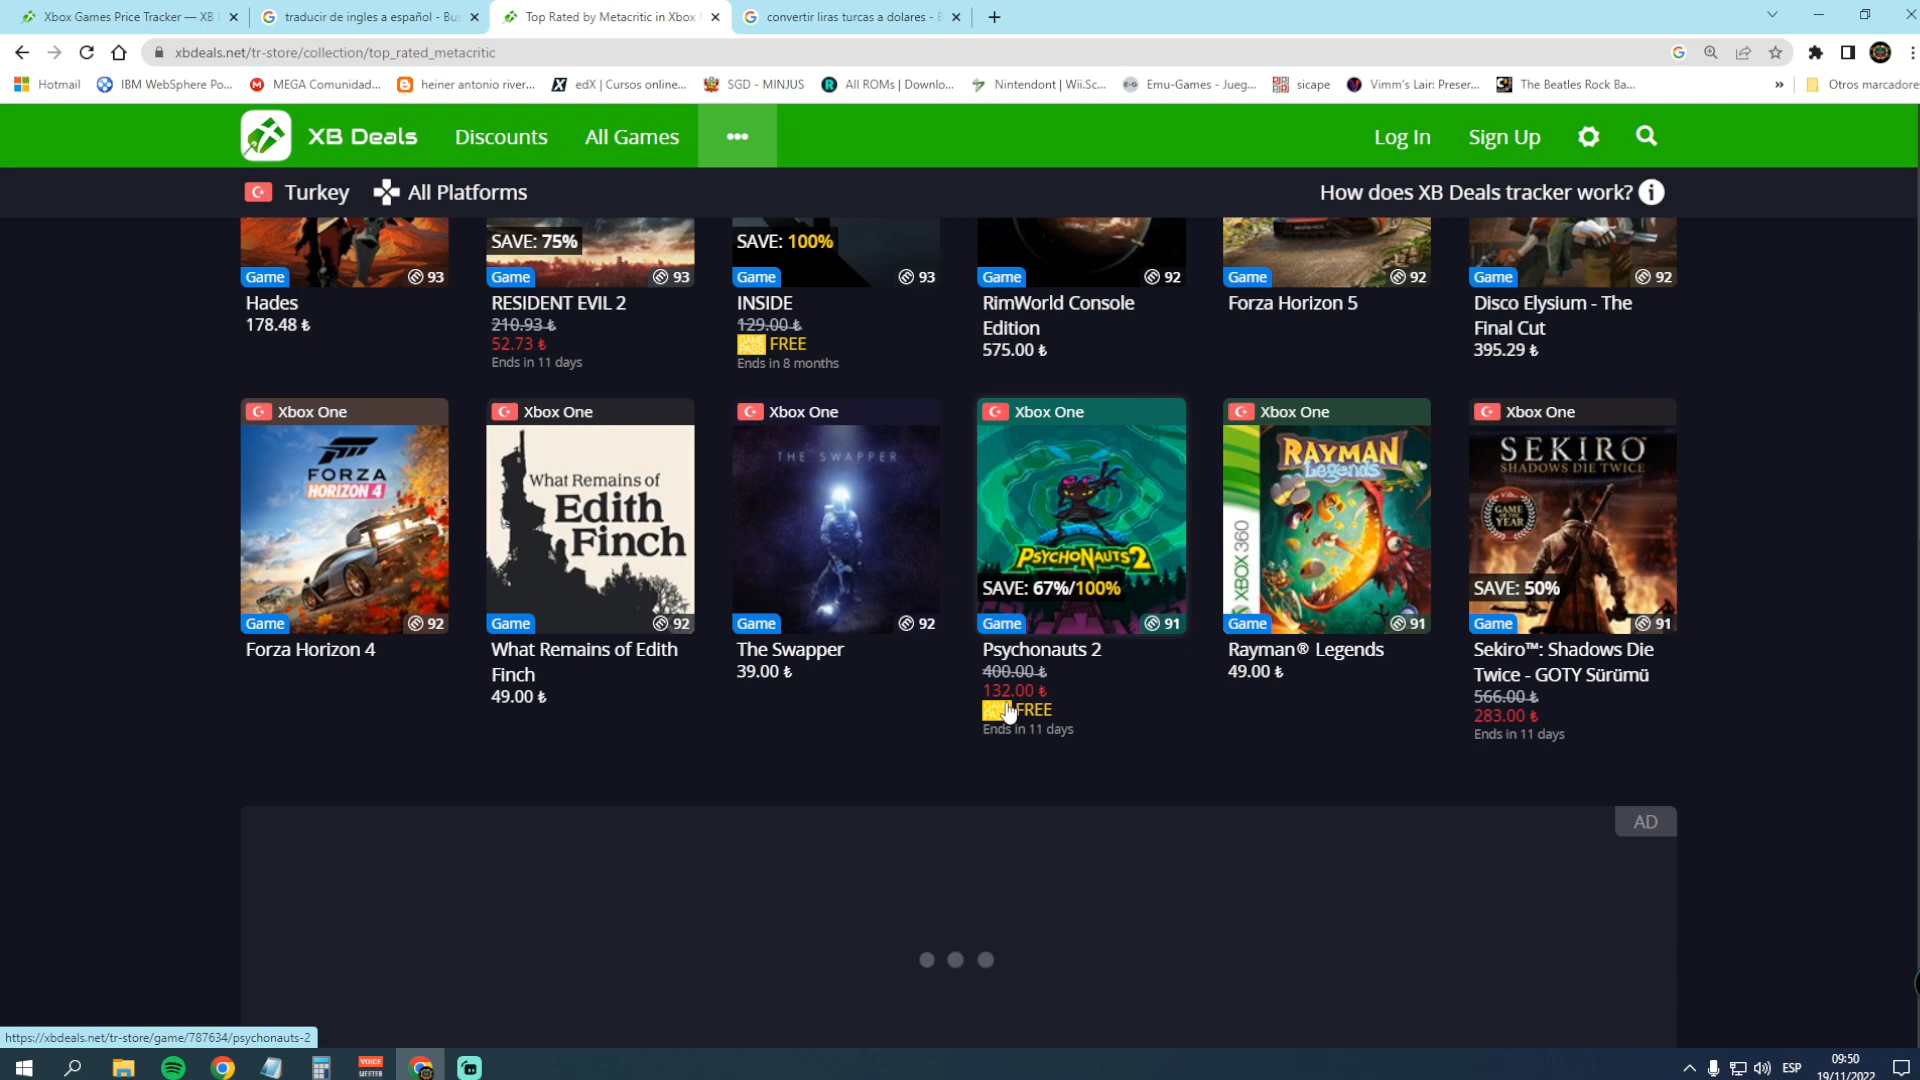 Xbox Games Price Tracker — XB
traducir de ingles a español - Bus
Top Rated by Metacritic in Xbox
convertir liras turcas a dolares - B
xbdeals.net/tr-store/collection/top_rated_metacritic
Hotmail
IBM WebSphere Po...
MEGA Comunidad...
heiner antonio river...
edX | Cursos online...
SGD - MINJUS
All ROMs | Downlo...
Nintendont | Wii.Sc...
Emu-Games - Jueg...
sicape
Vimm's Lair: Preser...
The Beatles Rock Ba...
»
Otros marcadores
XB Deals
Discounts
All Games
Log In
Sign Up
Turkey
All Platforms
How does XB Deals tracker work?
SAVE: 75%
SAVE: 100%
Game 93
Game 93
Game 93
Game 92
Game 92
Game 92
Hades
178.48 ₺
RESIDENT EVIL 2
210.93 ₺
52.73 ₺
Ends in 11 days
INSIDE
129.00 ₺
GAME PASS FREE
Ends in 8 months
RimWorld Console
Edition
575.00 ₺
Forza Horizon 5
Disco Elysium - The
Final Cut
395.29 ₺
Xbox One
FORZA
HORIZON 4
Game 92
Forza Horizon 4
Xbox One
What Remains of
Edith
Finch
Game 92
What Remains of Edith
Finch
49.00 ₺
Xbox One
THE SWAPPER
Game 92
The Swapper
39.00 ₺
Xbox One
PSYCHONAUTS 2
SAVE: 67%/100%
Game 91
Psychonauts 2
400.00 ₺
132.00 ₺
FREE
Ends in 11 days
Xbox One
RAYMAN
Legends
XBOX 360
Game 91
Rayman® Legends
49.00 ₺
Xbox One
SEKIRO
SHADOWS DIE TWICE
GAME
OF THE
YEAR
SAVE: 50%
Game 91
Sekiro™: Shadows Die
Twice - GOTY Sürümü
566.00 ₺
283.00 ₺
Ends in 11 days
AD
https://xbdeals.net/tr-store/game/787634/psychonauts-2
VOICE
MEETER
ESP
09:50
19/11/2022